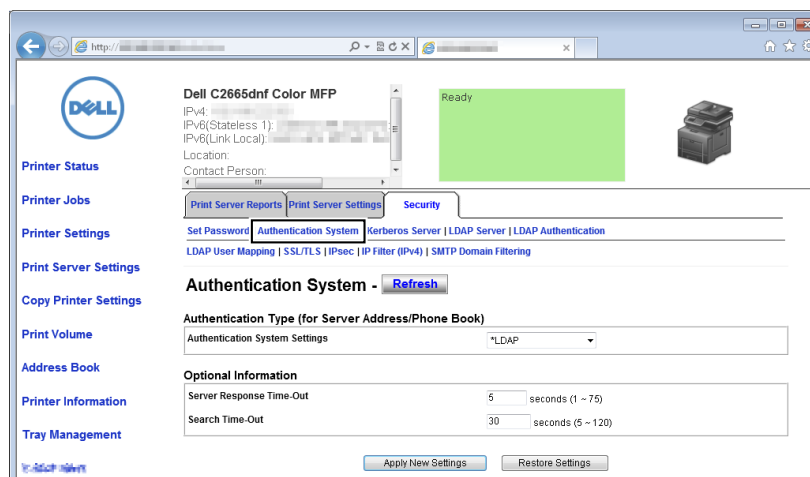 http://
DELL
Dell C2665dnf Color MFP
IPv4:
IPv6(Stateless 1):
IPv6(Link Local):
Location:
Contact Person:
Ready
Printer Status
Printer Jobs
Printer Settings
Print Server Settings
Copy Printer Settings
Print Volume
Address Book
Printer Information
Tray Management
Print Server Reports Print Server Settings Security
Set Password Authentication System Kerberos Server | LDAP Server | LDAP Authentication
LDAP User Mapping | SSL/TLS | IPsec | IP Filter (IPv4) | SMTP Domain Filtering
Authentication System - Refresh
Authentication Type (for Server Address/Phone Book)
Authentication System Settings *LDAP
Optional Information
Server Response Time-Out 5 seconds (1 ~ 75)
Search Time-Out 30 seconds (5 ~ 120)
Apply New Settings Restore Settings